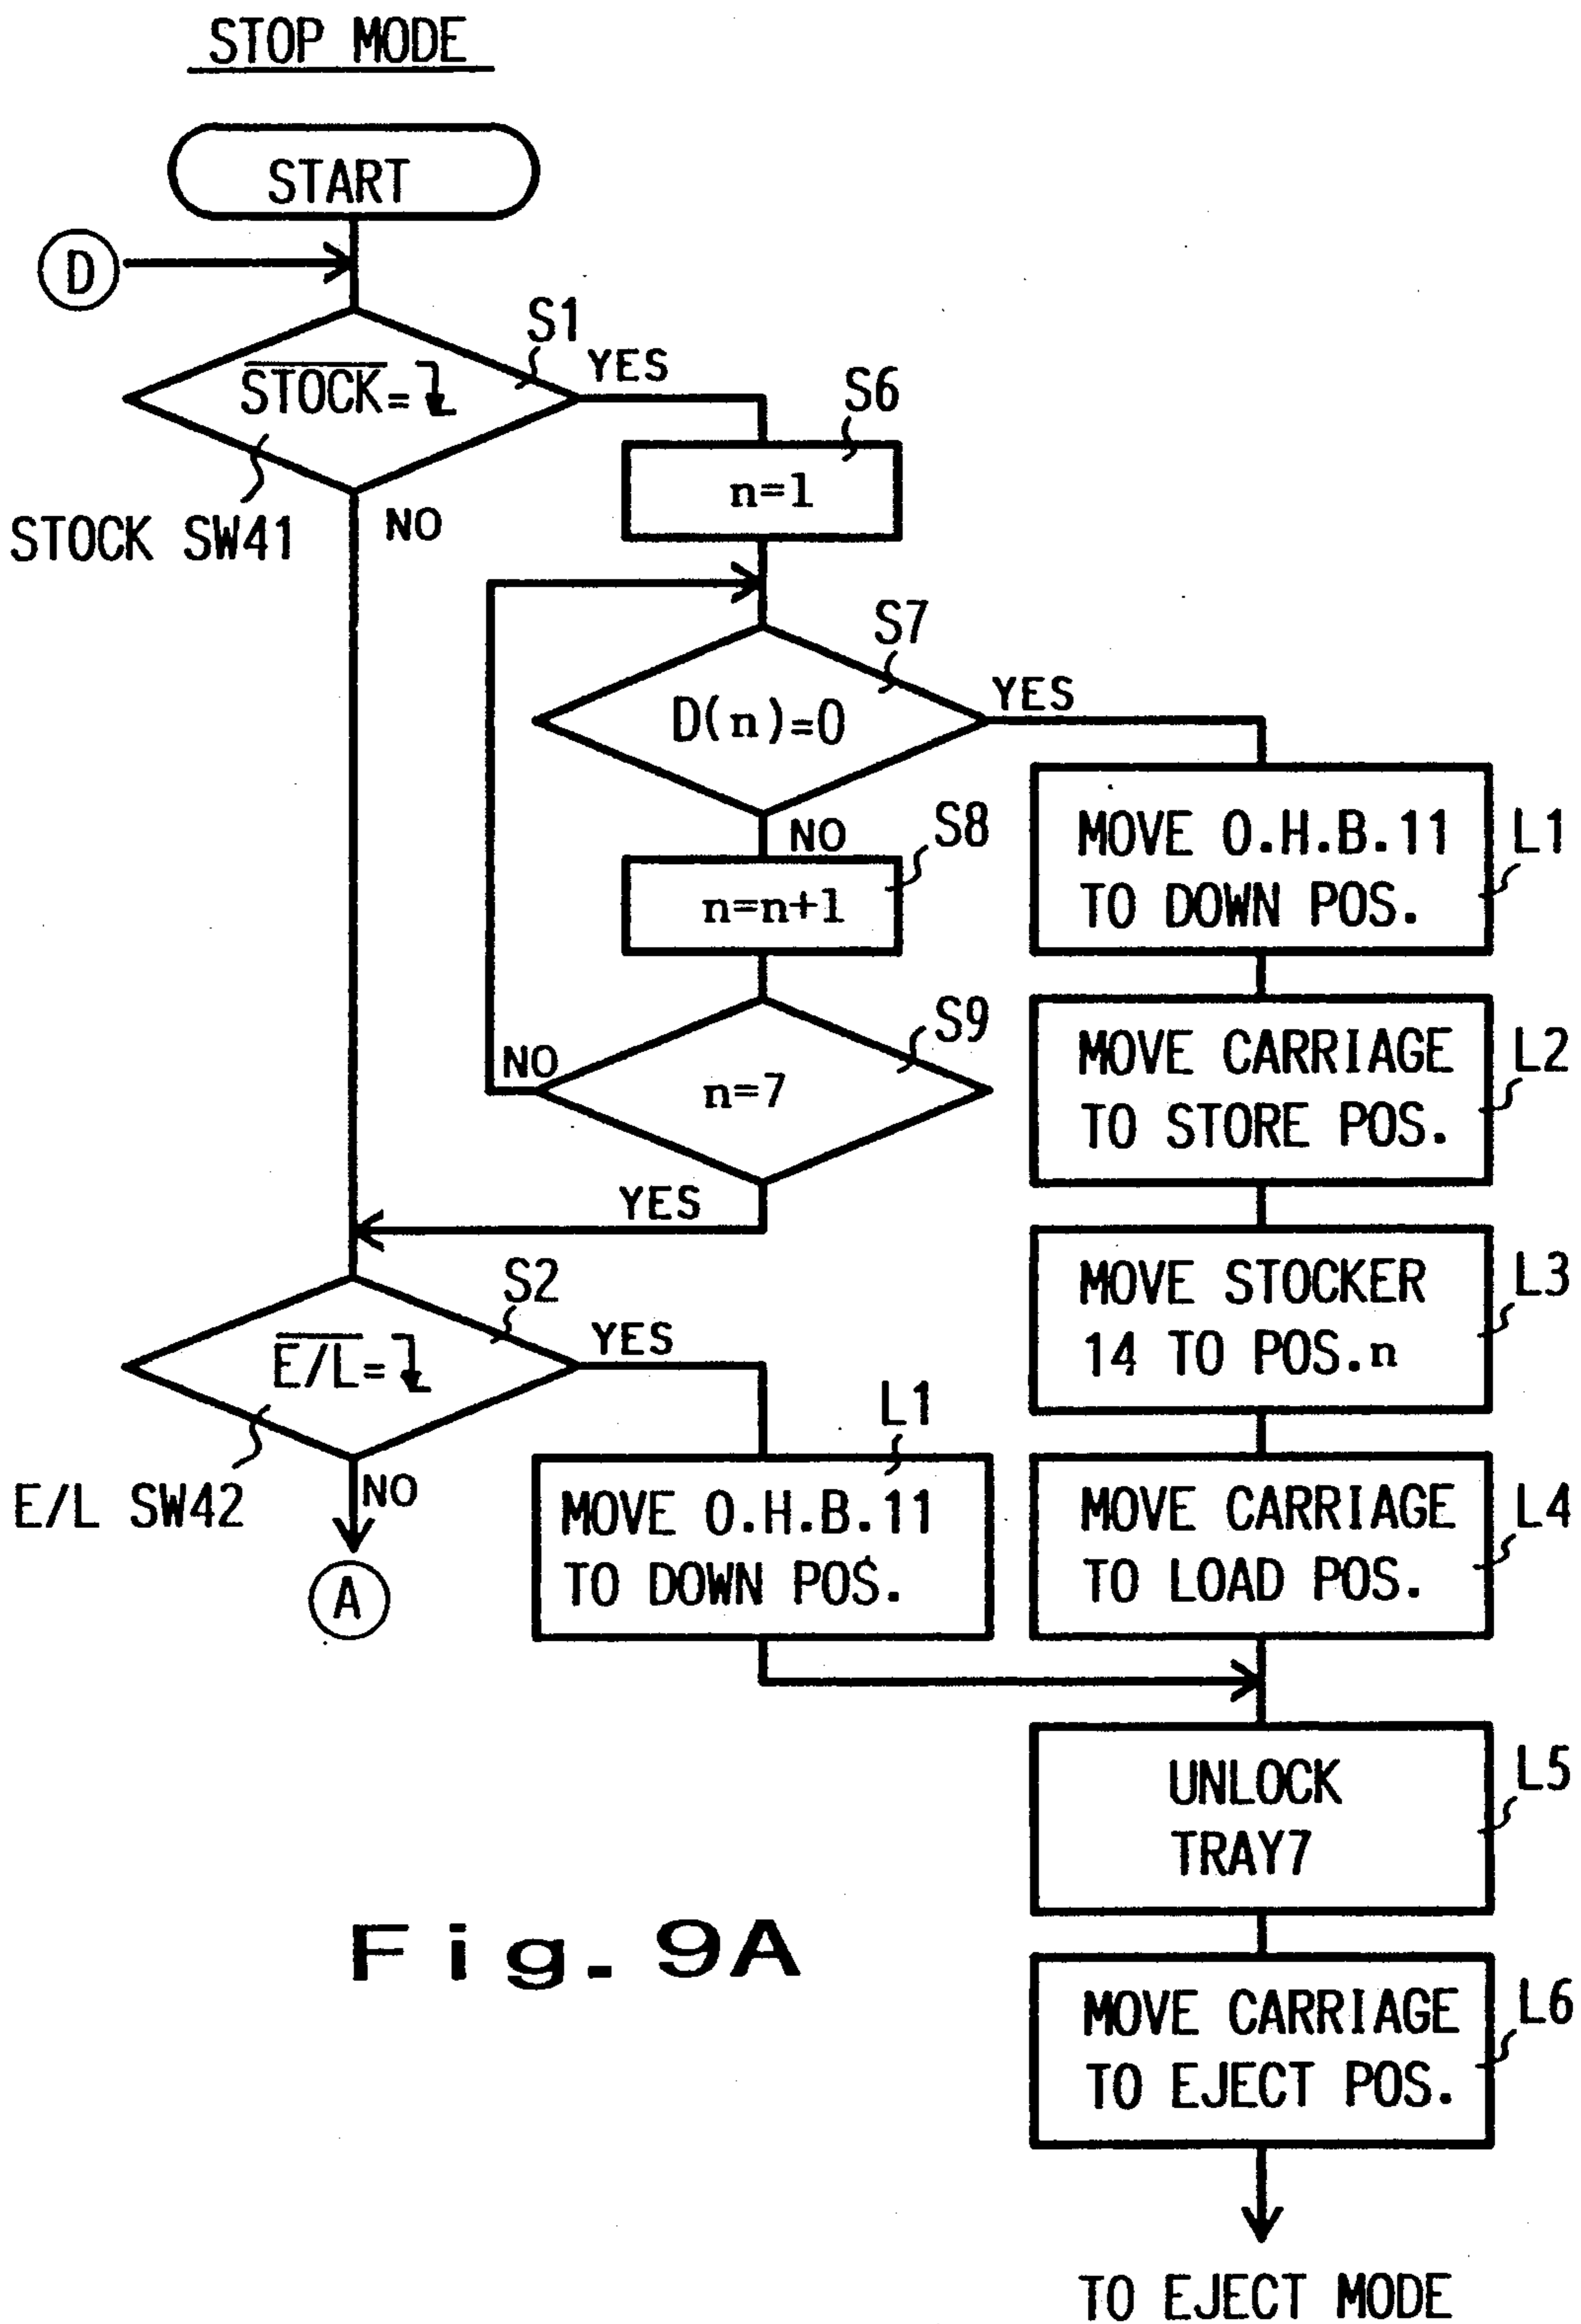 STOP MODE
START
D
S1
STOCK=
YES
STOCK SW41
NO
S6
n=1
S7
D(n)=0
YES
NO
S8
n=n+1
S9
n=7
NO
YES
MOVE O.H.B.11
TO DOWN POS.
L1
MOVE CARRIAGE
TO STORE POS.
L2
MOVE STOCKER
14 TO POS.n
L3
MOVE CARRIAGE
TO LOAD POS.
L4
S2
E/L=
YES
E/L SW42
NO
A
L1
MOVE O.H.B.11
TO DOWN POS.
UNLOCK
TRAY7
L5
MOVE CARRIAGE
TO EJECT POS.
L6
TO EJECT MODE
Fig. 9A